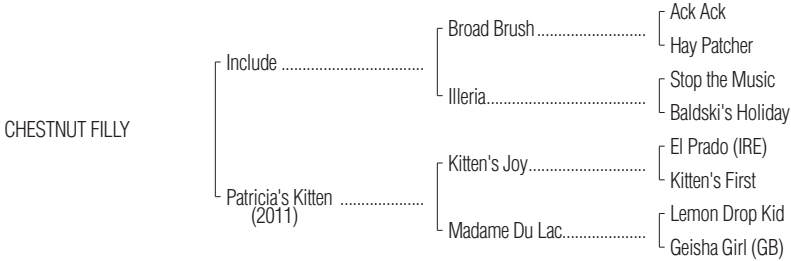 Ack Ack
Broad Brush
Hay Patcher
Include
Stop the Music
Illeria
Baldski's Holiday
CHESTNUT FILLY
El Prado (IRE)
Kitten's Joy
Kitten's First
Patricia's Kitten
(2011)
Lemon Drop Kid
Madame Du Lac
Geisha Girl (GB)